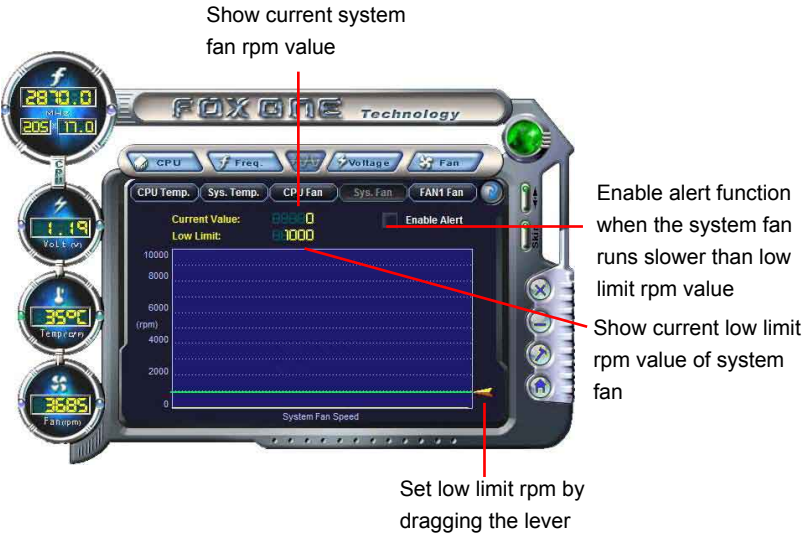 Show current system
fan rpm value
f
2870.0
MHz
205 17.0
CPU
FOX ONE Technology
CPU
f Freq.
Voltage
Fan
CPU Temp.
Sys. Temp.
CPU Fan
Sys. Fan
FAN1 Fan
?
Current Value: 0
Enable Alert
Low Limit: 1000
Skin
1.19
Volt (V)
35°C
3685
Fan(rpm)
10000
8000
6000
(rpm)
4000
2000
0
System Fan Speed
Enable alert function
when the system fan
runs slower than low
limit rpm value
Show current low limit
rpm value of system
fan
Set low limit rpm by
dragging the lever